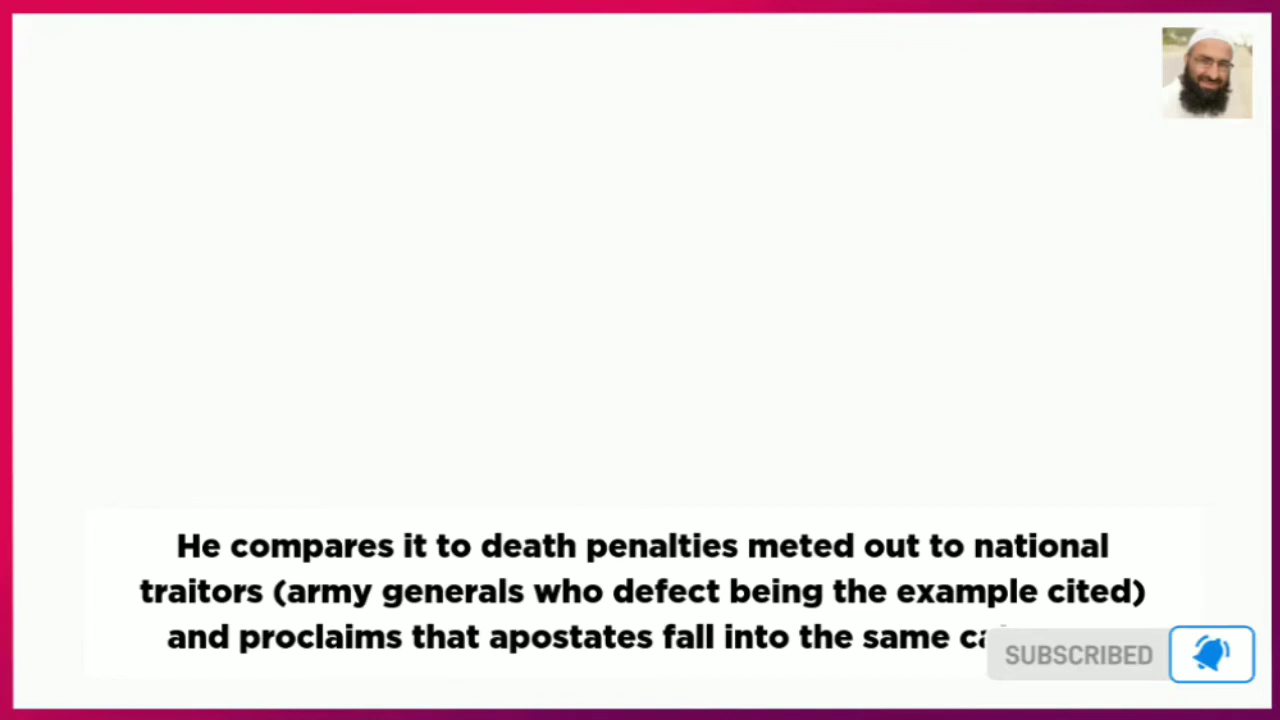 He compares it to death penalties meted out to national
traitors (army generals who defect being the example cited)
and proclaims that apostates fall into the same
SUBSCRIBED